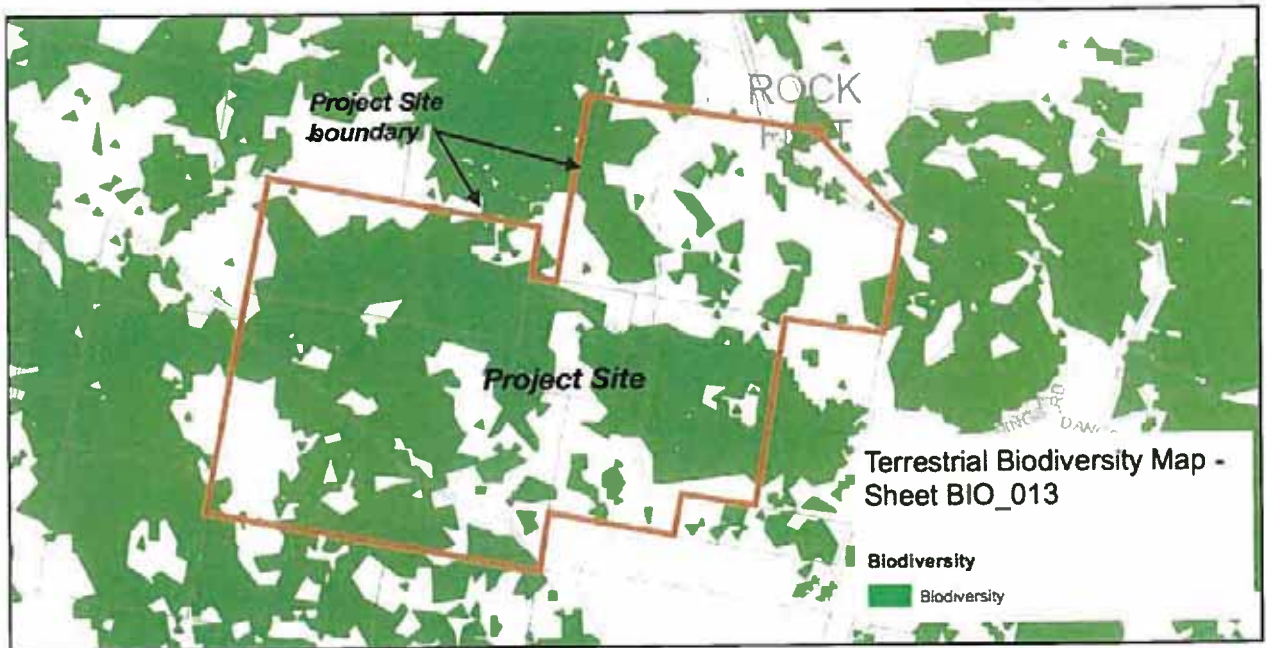 Project Site
boundary
ROCK
Project Site
Terrestrial Biodiversity Map -
Sheet BIO_013
Biodiversity
Biodiversity